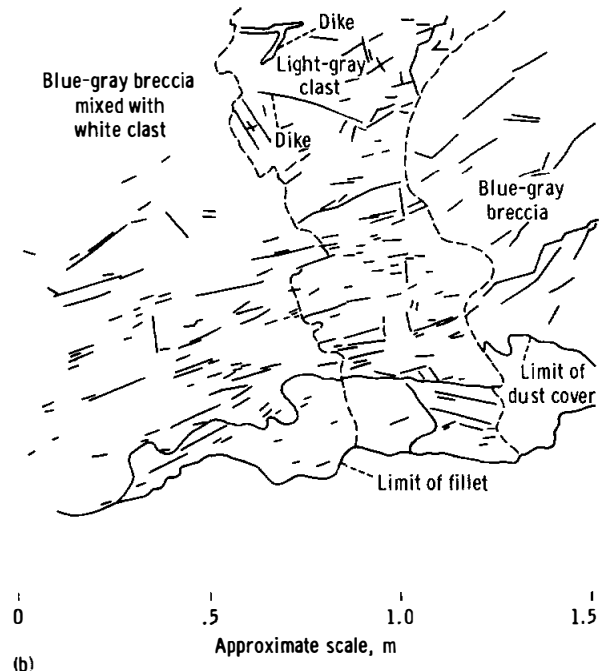 Dike
Light-gray
clast
Blue-gray breccia
mixed with
white clast
Dike
Blue-gray
breccia
Limit of
dust cover
Limit of fillet
0 .5 1.0 1.5
Approximate scale, m
(b)